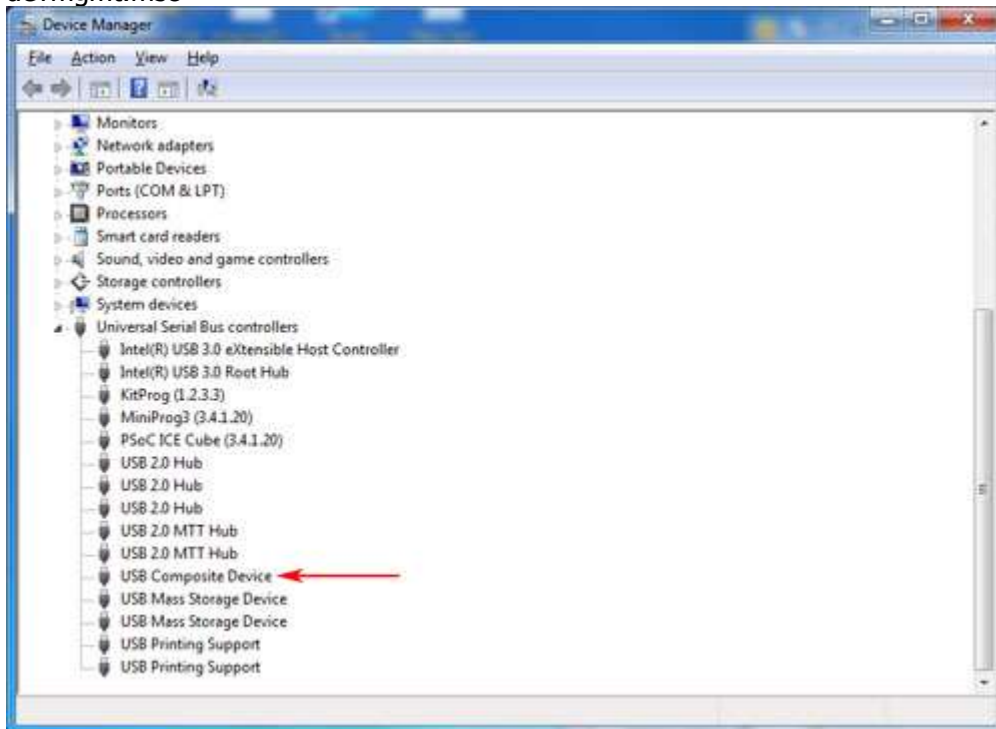 Device Manager
File Action View Help
Monitors
Network adapters
Portable Devices
Ports (COM & LPT)
Processors
Smart card readers
Sound, video and game controllers
Storage controllers
System devices
Universal Serial Bus controllers
Intel(R) USB 3.0 eXtensible Host Controller
Intel(R) USB 3.0 Root Hub
KitProg (1.2.3.3)
MiniProg3 (3.4.1.20)
PSoC ICE Cube (3.4.1.20)
USB 2.0 Hub
USB 2.0 Hub
USB 2.0 Hub
USB 2.0 MTT Hub
USB 2.0 MTT Hub
USB Composite Device
USB Mass Storage Device
USB Mass Storage Device
USB Printing Support
USB Printing Support